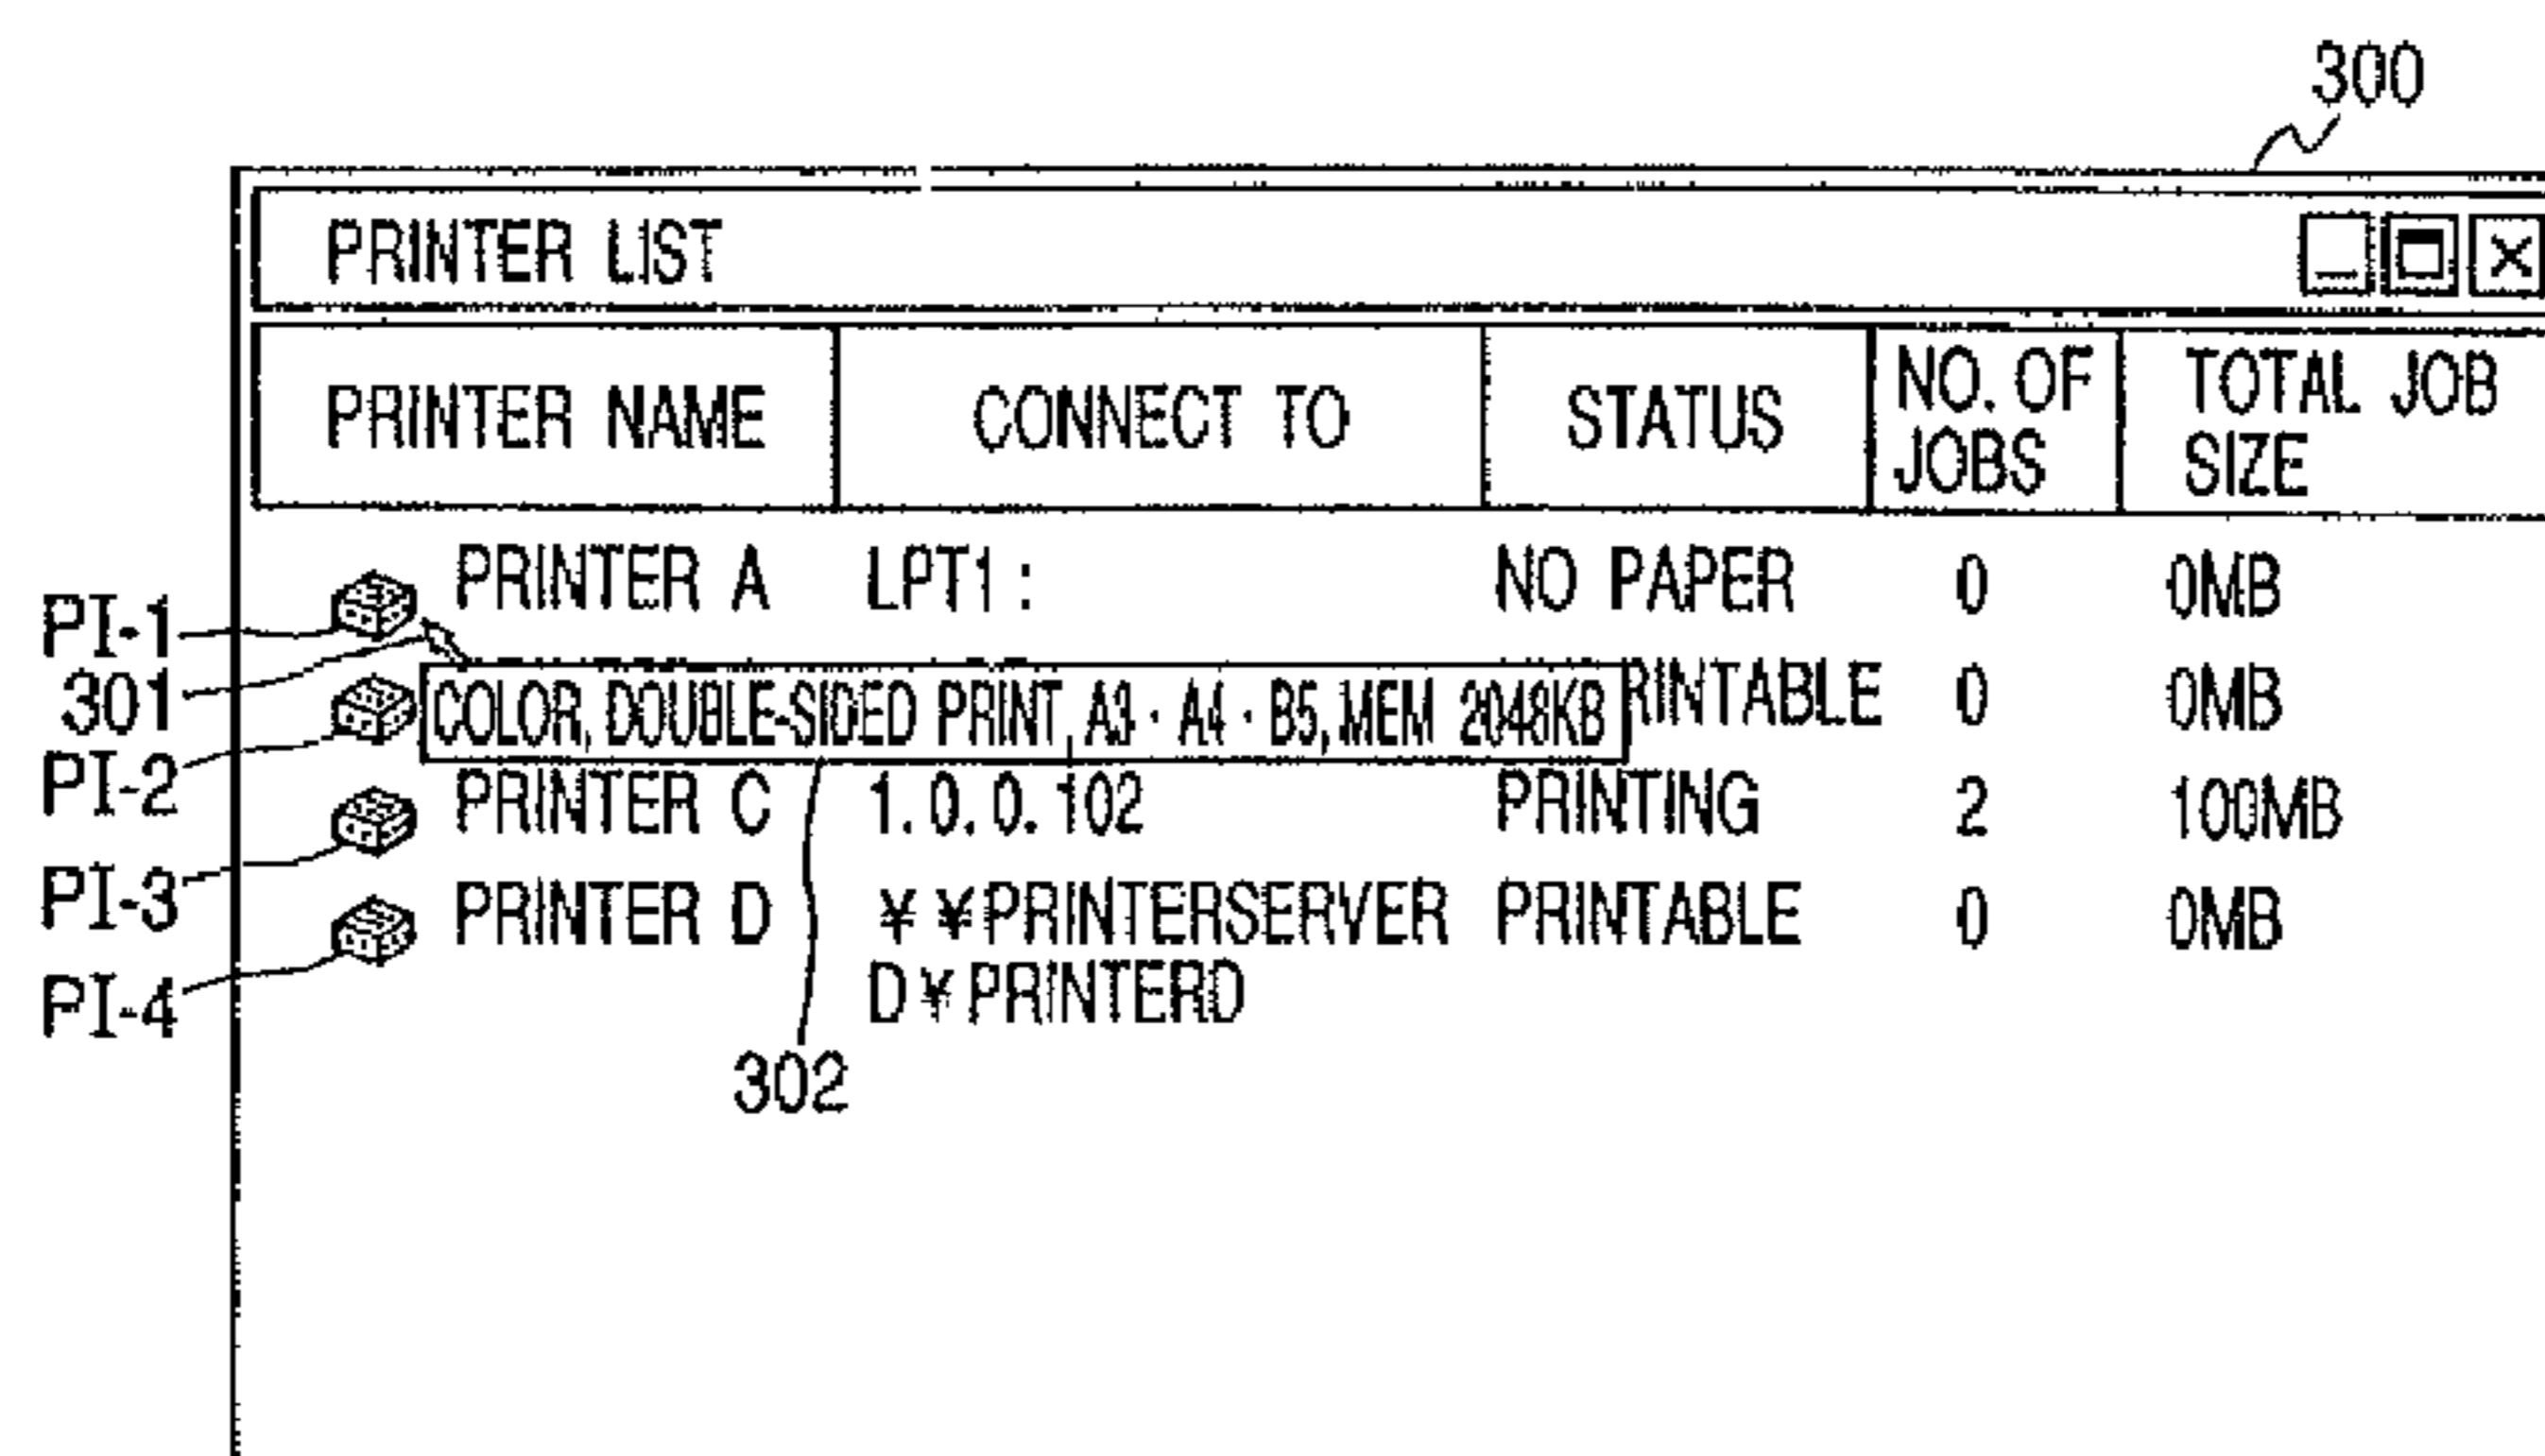 300
PRINTER LIST
PRINTER NAME CONNECT TO STATUS NO. OF JOBS TOTAL JOB SIZE
PI-1 PRINTER A LPT1: NO PAPER 0 0MB
301
PI-2 COLOR, DOUBLE-SIDED PRINT, A3・A4・B5, MEM 2048KB RINTABLE 0 0MB
PI-3 PRINTER C 1.0.0.102 PRINTING 2 100MB
PI-4 PRINTER D ¥¥PRINTERSERVER PRINTABLE 0 0MB
D¥PRINTERD
302